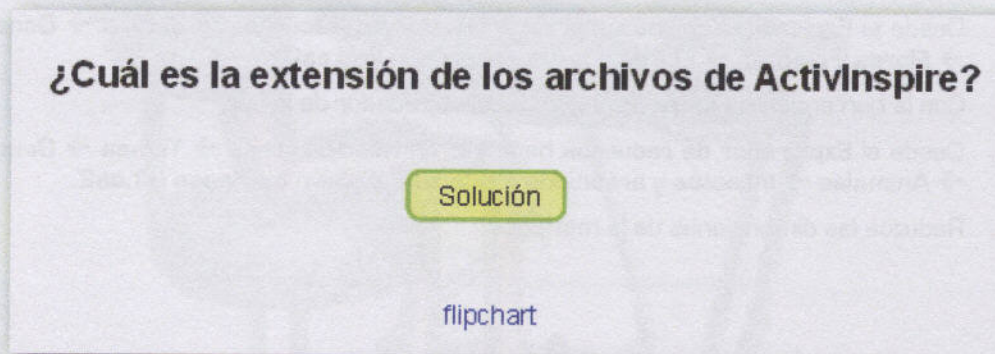 ¿Cuál es la extensión de los archivos de ActivInspire?
Solución
flipchart